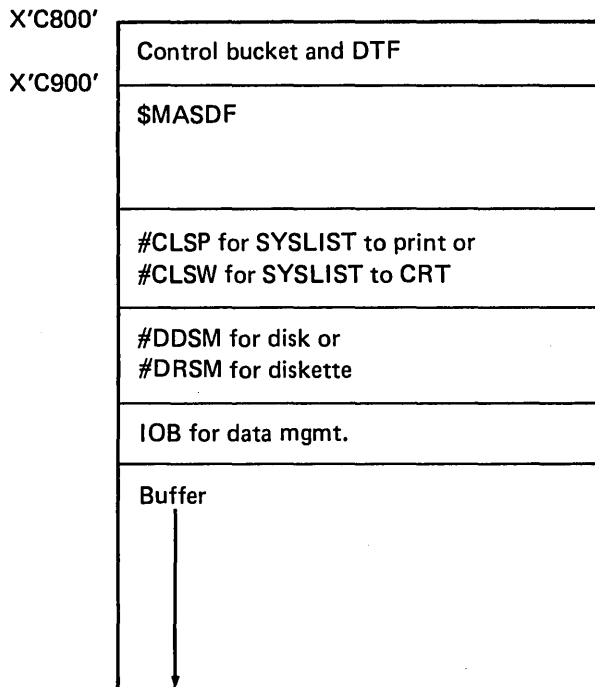 X'C800'
Control bucket and DTF
X'C900'
$MASDF
#CLSP for SYSLIST to print or
#CLSW for SYSLIST to CRT
#DDSM for disk or
#DRSM for diskette
IOB for data mgmt.
Buffer